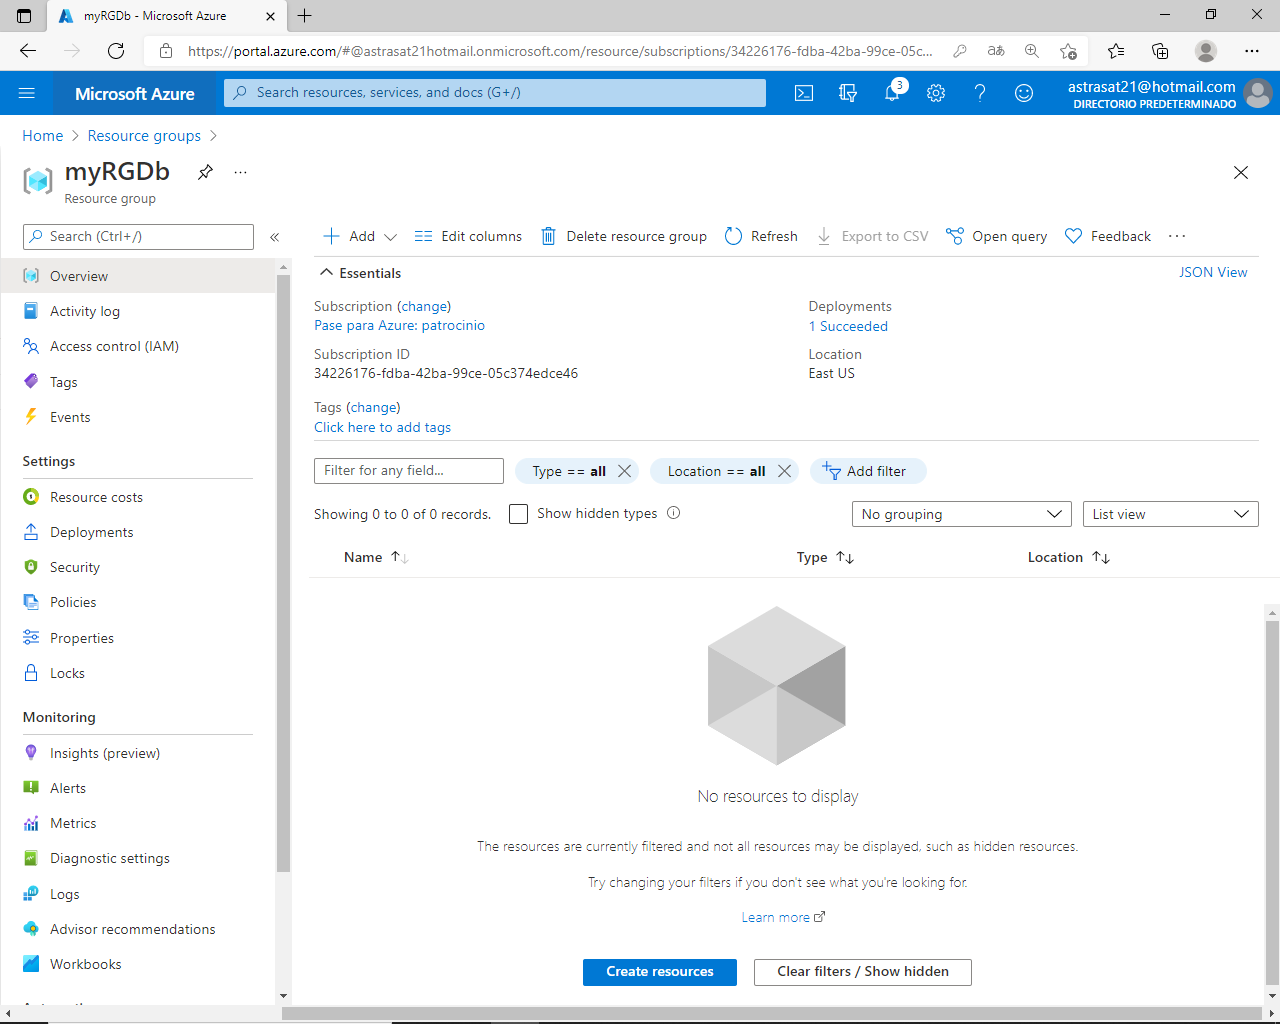 myRGDb - Microsoft Azure
https://portal.azure.com/#@astrasat21hotmail.onmicrosoft.com/resource/subscriptions/34226176-fdba-42ba-99ce-05c...
aあ
Microsoft Azure
Search resources, services, and docs (G+/)
3
astrasat21@hotmail.com
DIRECTORIO PREDETERMINADO
Home > Resource groups >
myRGDb
Resource group
Search (Ctrl+/)
Overview
Activity log
Access control (IAM)
Tags
Events
Settings
Resource costs
Deployments
Security
Policies
Properties
Locks
Monitoring
Insights (preview)
Alerts
Metrics
Diagnostic settings
Logs
Advisor recommendations
Workbooks
Add
Edit columns
Delete resource group
Refresh
Export to CSV
Open query
Feedback
Essentials
JSON View
Subscription (change)
Pase para Azure: patrocinio
Subscription ID
34226176-fdba-42ba-99ce-05c374edce46
Tags (change)
Click here to add tags
Deployments
1 Succeeded
Location
East US
Filter for any field...
Type == all
Location == all
Add filter
Showing 0 to 0 of 0 records.
Show hidden types
No grouping
List view
Name
Type
Location
No resources to display
The resources are currently filtered and not all resources may be displayed, such as hidden resources.
Try changing your filters if you don't see what you're looking for.
Learn more
Create resources
Clear filters / Show hidden